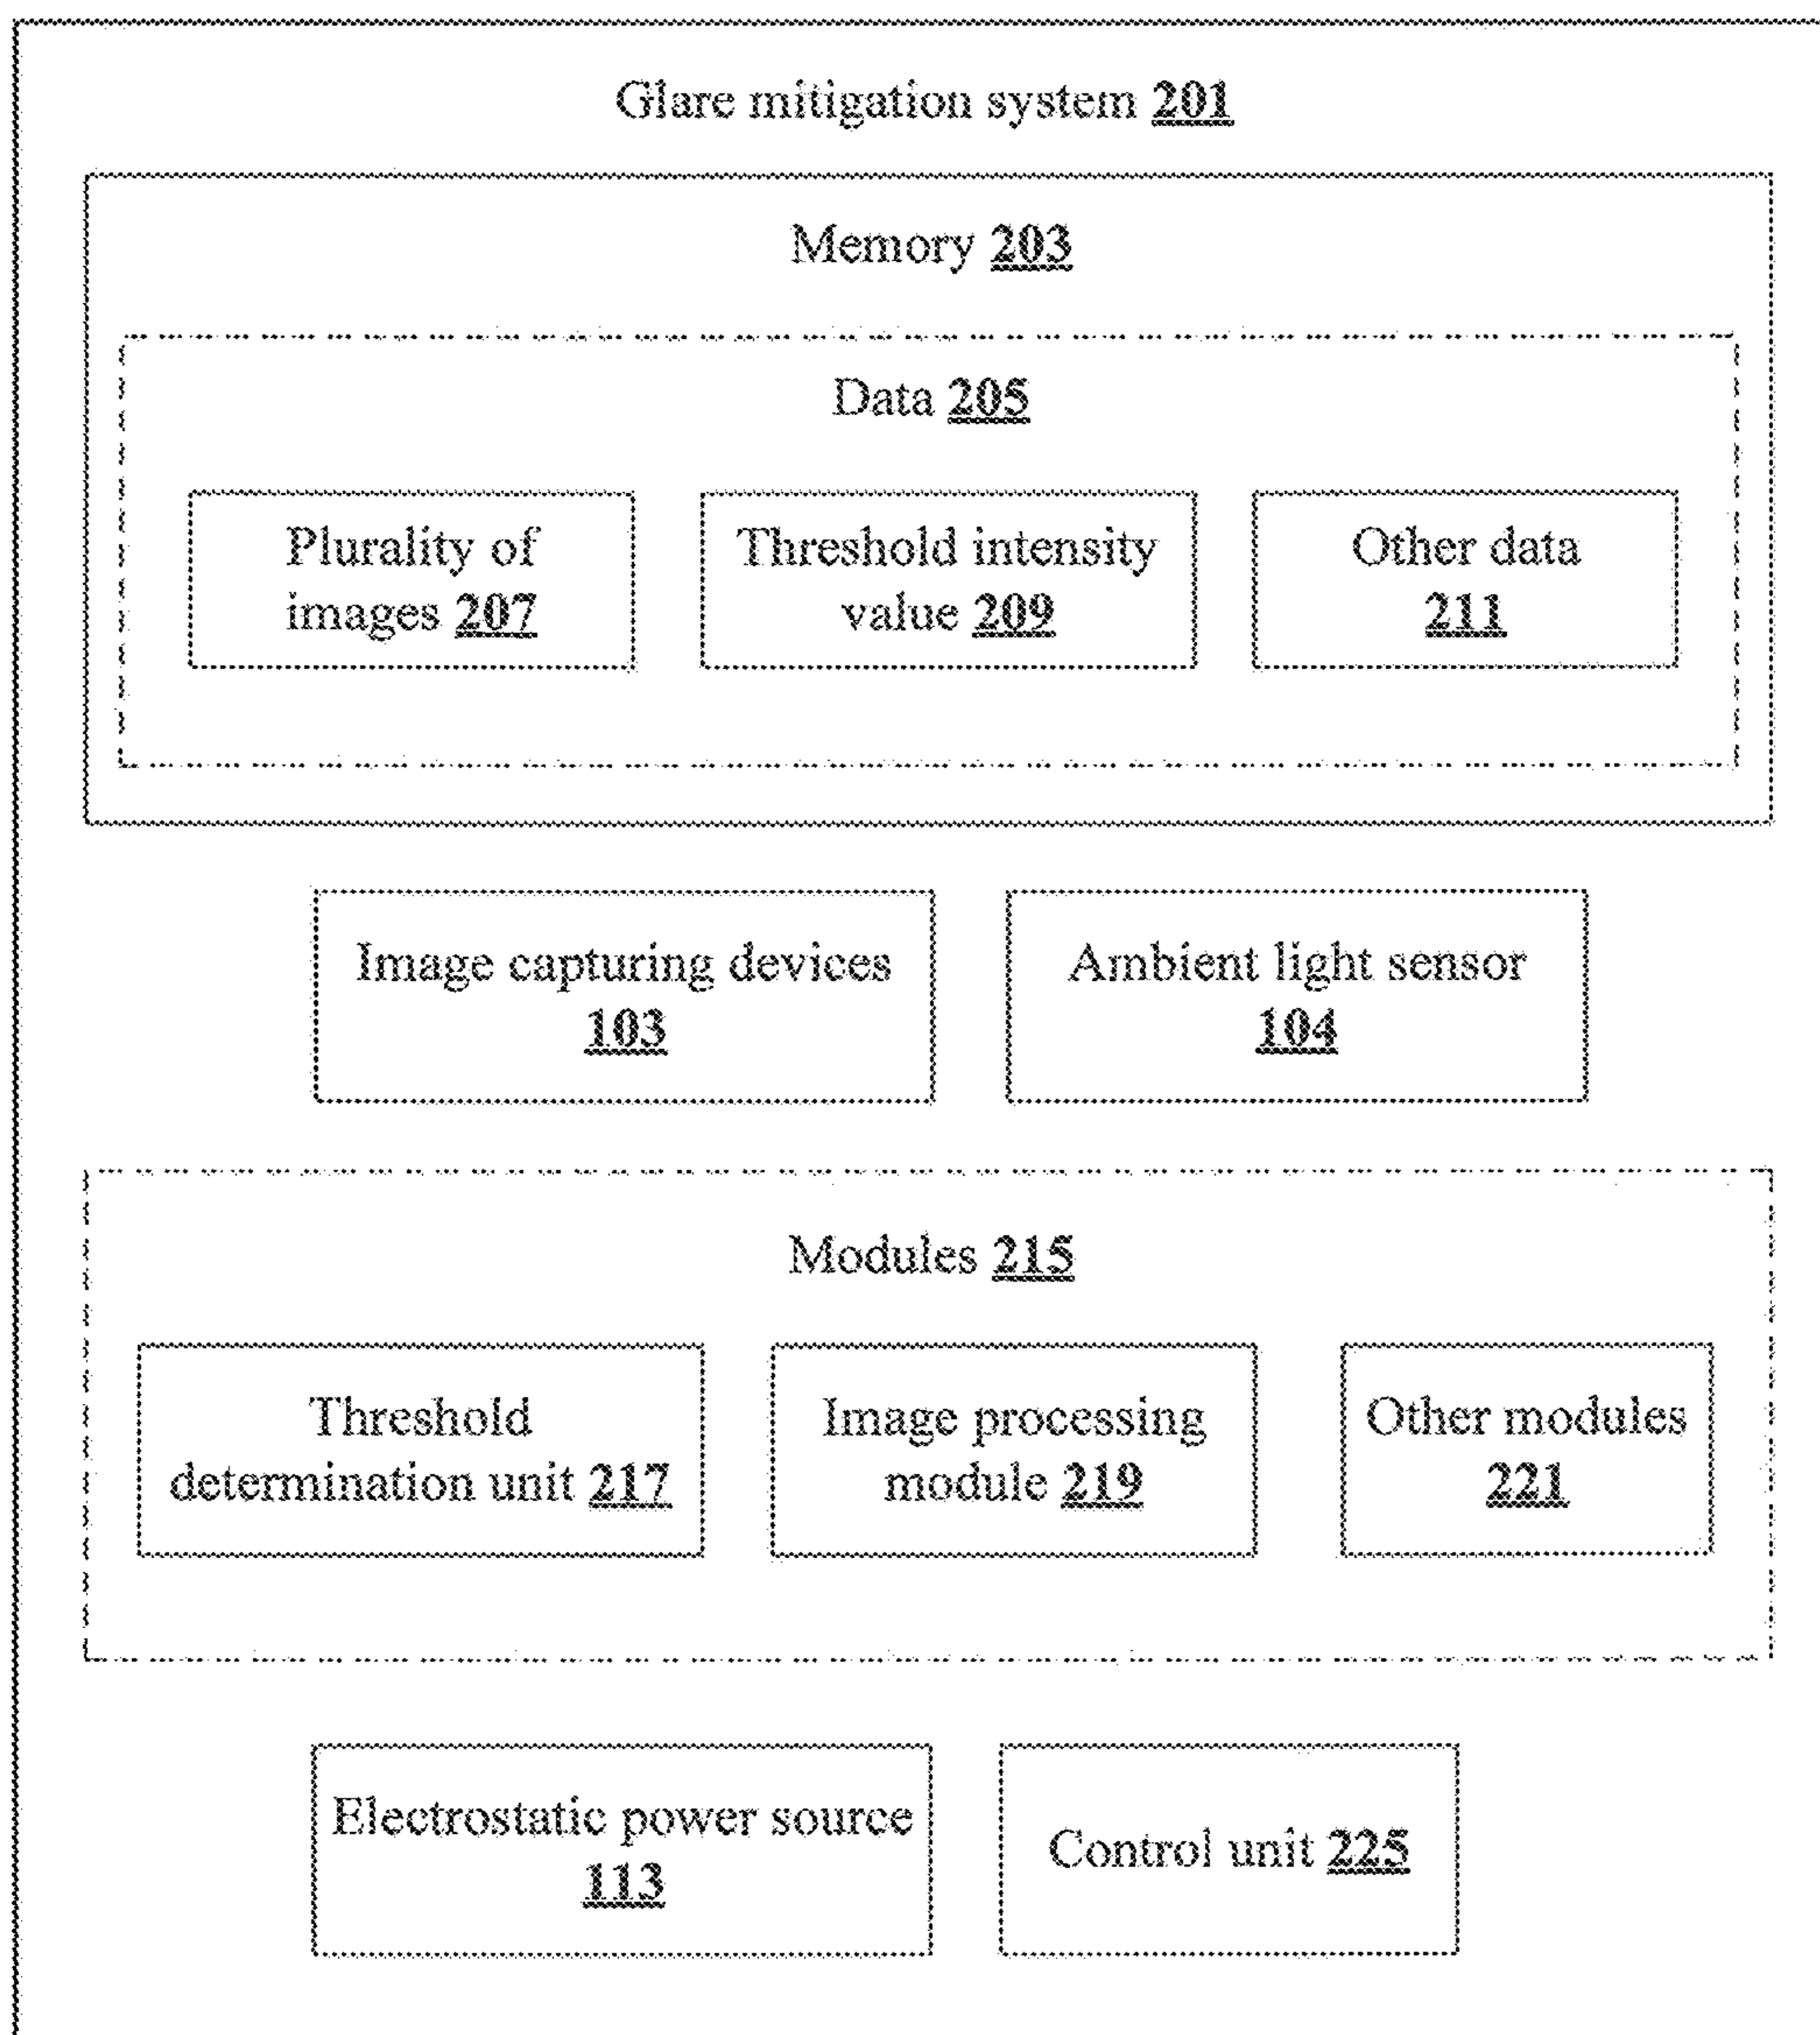 Glare mitigation system 201
Memory 203
Data 205
Plurality of
images 207
Threshold intensity
value 209
Other data
211
Image capturing devices
103
Ambient light sensor
104
Modules 215
Threshold
determination unit 217
Image processing
module 219
Other modules
221
Electrostatic power source
113
Control unit 225